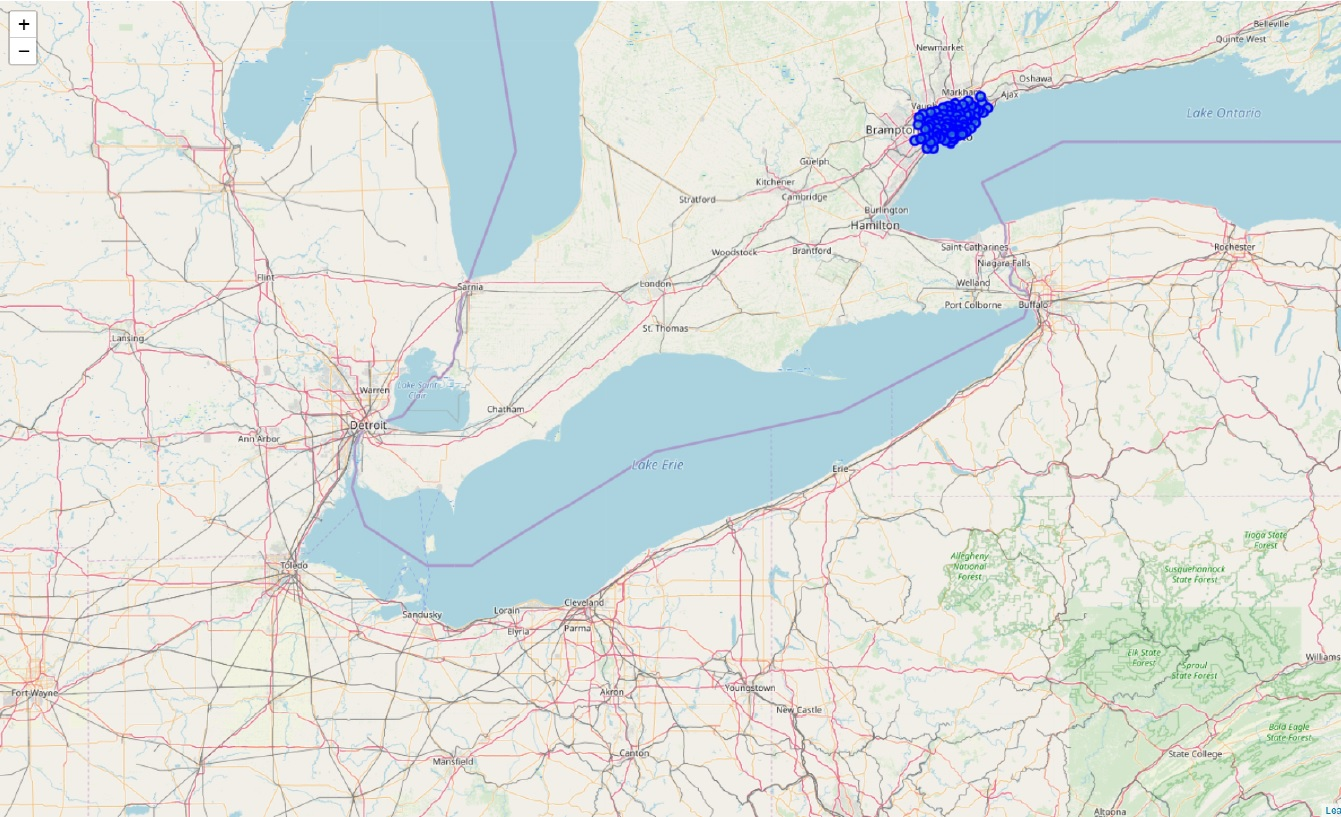 +
−
Belleville
Quinte West
Newmarket
Oshawa
Markham
Ajax
Lake Ontario
Guelph
Kitchener
Cambridge
Stratford
Burlington
Hamilton
Woodstock
Brantford
Saint Catharines
Niagara Falls
Rochester
Flint
Sarnia
London
Welland
Port Colborne
Buffalo
St. Thomas
Lansing
Warren
Lake Saint
Clair
Chatham
Detroit
Ann Arbor
Lake Erie
Erie
Tioga State
Forest
Allegheny
National
Forest
Susquehannock
State Forest
Toledo
Sandusky
Lorain
Cleveland
Elyria
Parma
Elk State
Forest
Sproul
State Forest
Williams
Fort Wayne
Akron
Youngstown
New Castle
Bald Eagle
State Forest
Canton
Mansfield
State College
Altoona
Lea